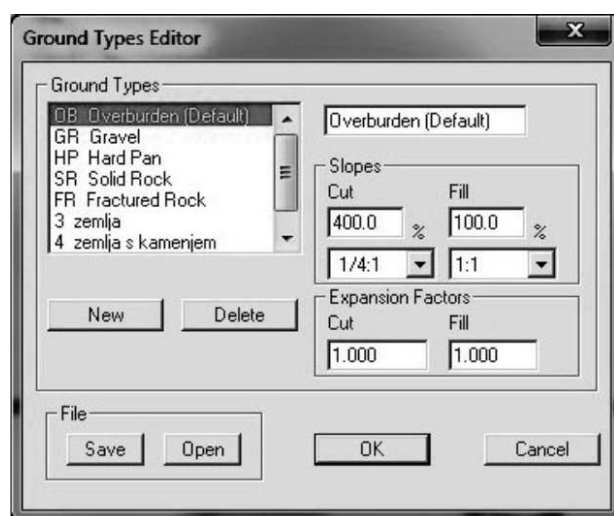 Ground Types Editor
x
Ground Types
OB Overburden (Default)
GR Gravel
HP Hard Pan
SR Solid Rock
FR Fractured Rock
3 zemlja
4 zemlja s kamenjem
New
Delete
Overburden (Default)
Slopes
Cut Fill
400.0 % 100.0 %
1/4:1 1:1
Expansion Factors
Cut Fill
1.000 1.000
File
Save Open
OK Cancel